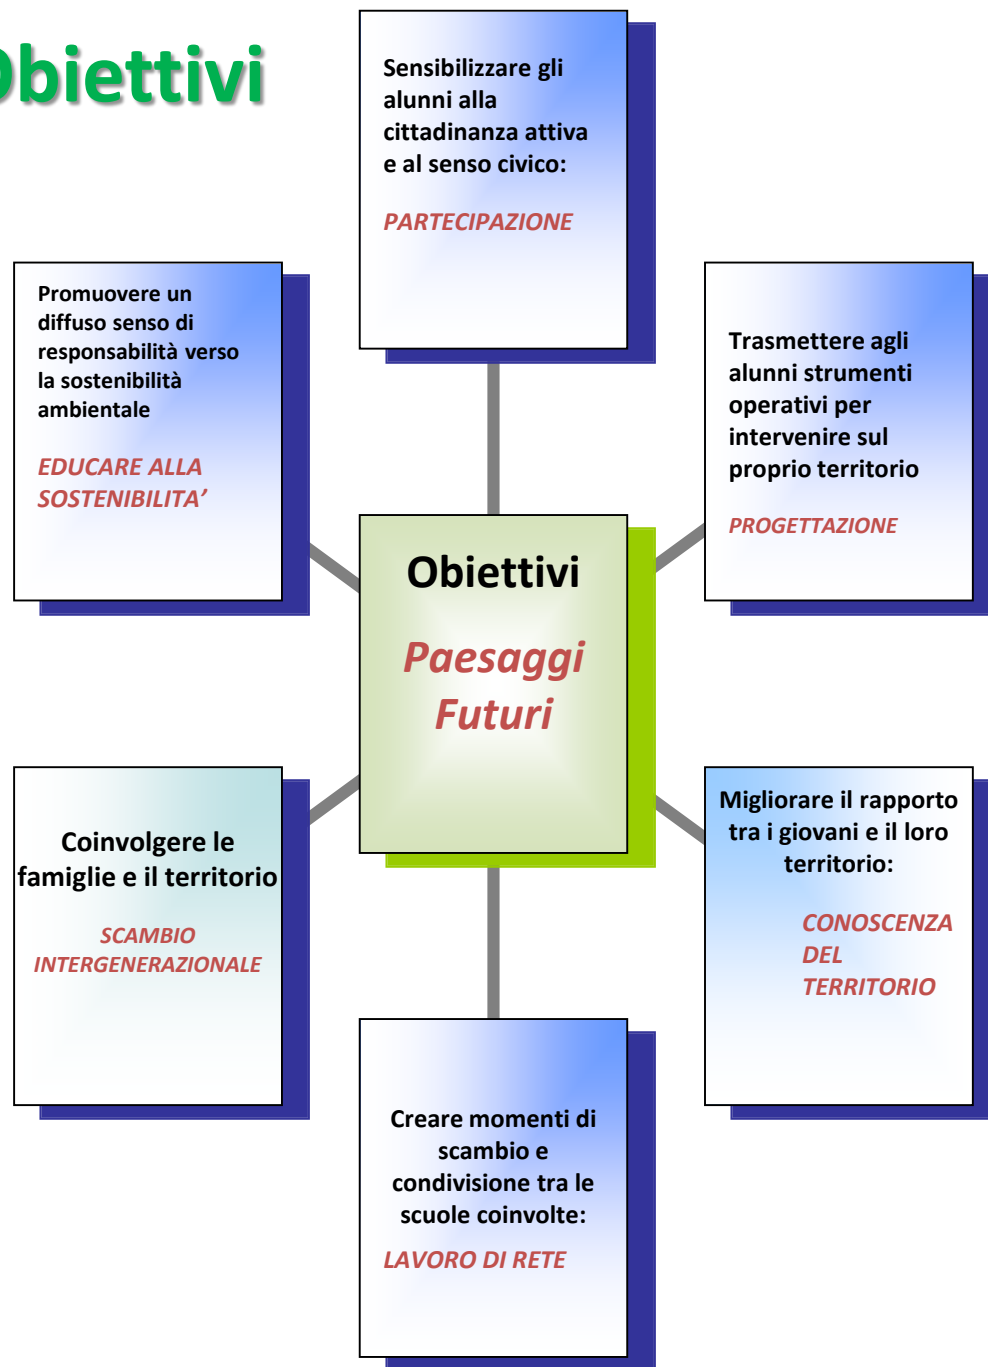 Obiettivi
Sensibilizzare gli
alunni alla
cittadinanza attiva
e al senso civico:
PARTECIPAZIONE
Promuovere un
diffuso senso di
responsabilità verso
la sostenibilità
ambientale
EDUCARE ALLA
SOSTENIBILITA’
Trasmettere agli
alunni strumenti
operativi per
intervenire sul
proprio territorio
PROGETTAZIONE
Obiettivi
Paesaggi
Futuri
Coinvolgere le
famiglie e il territorio
SCAMBIO
INTERGENERAZIONALE
Migliorare il rapporto
tra i giovani e il loro
territorio:
CONOSCENZA
DEL
TERRITORIO
Creare momenti di
scambio e
condivisione tra le
scuole coinvolte:
LAVORO DI RETE